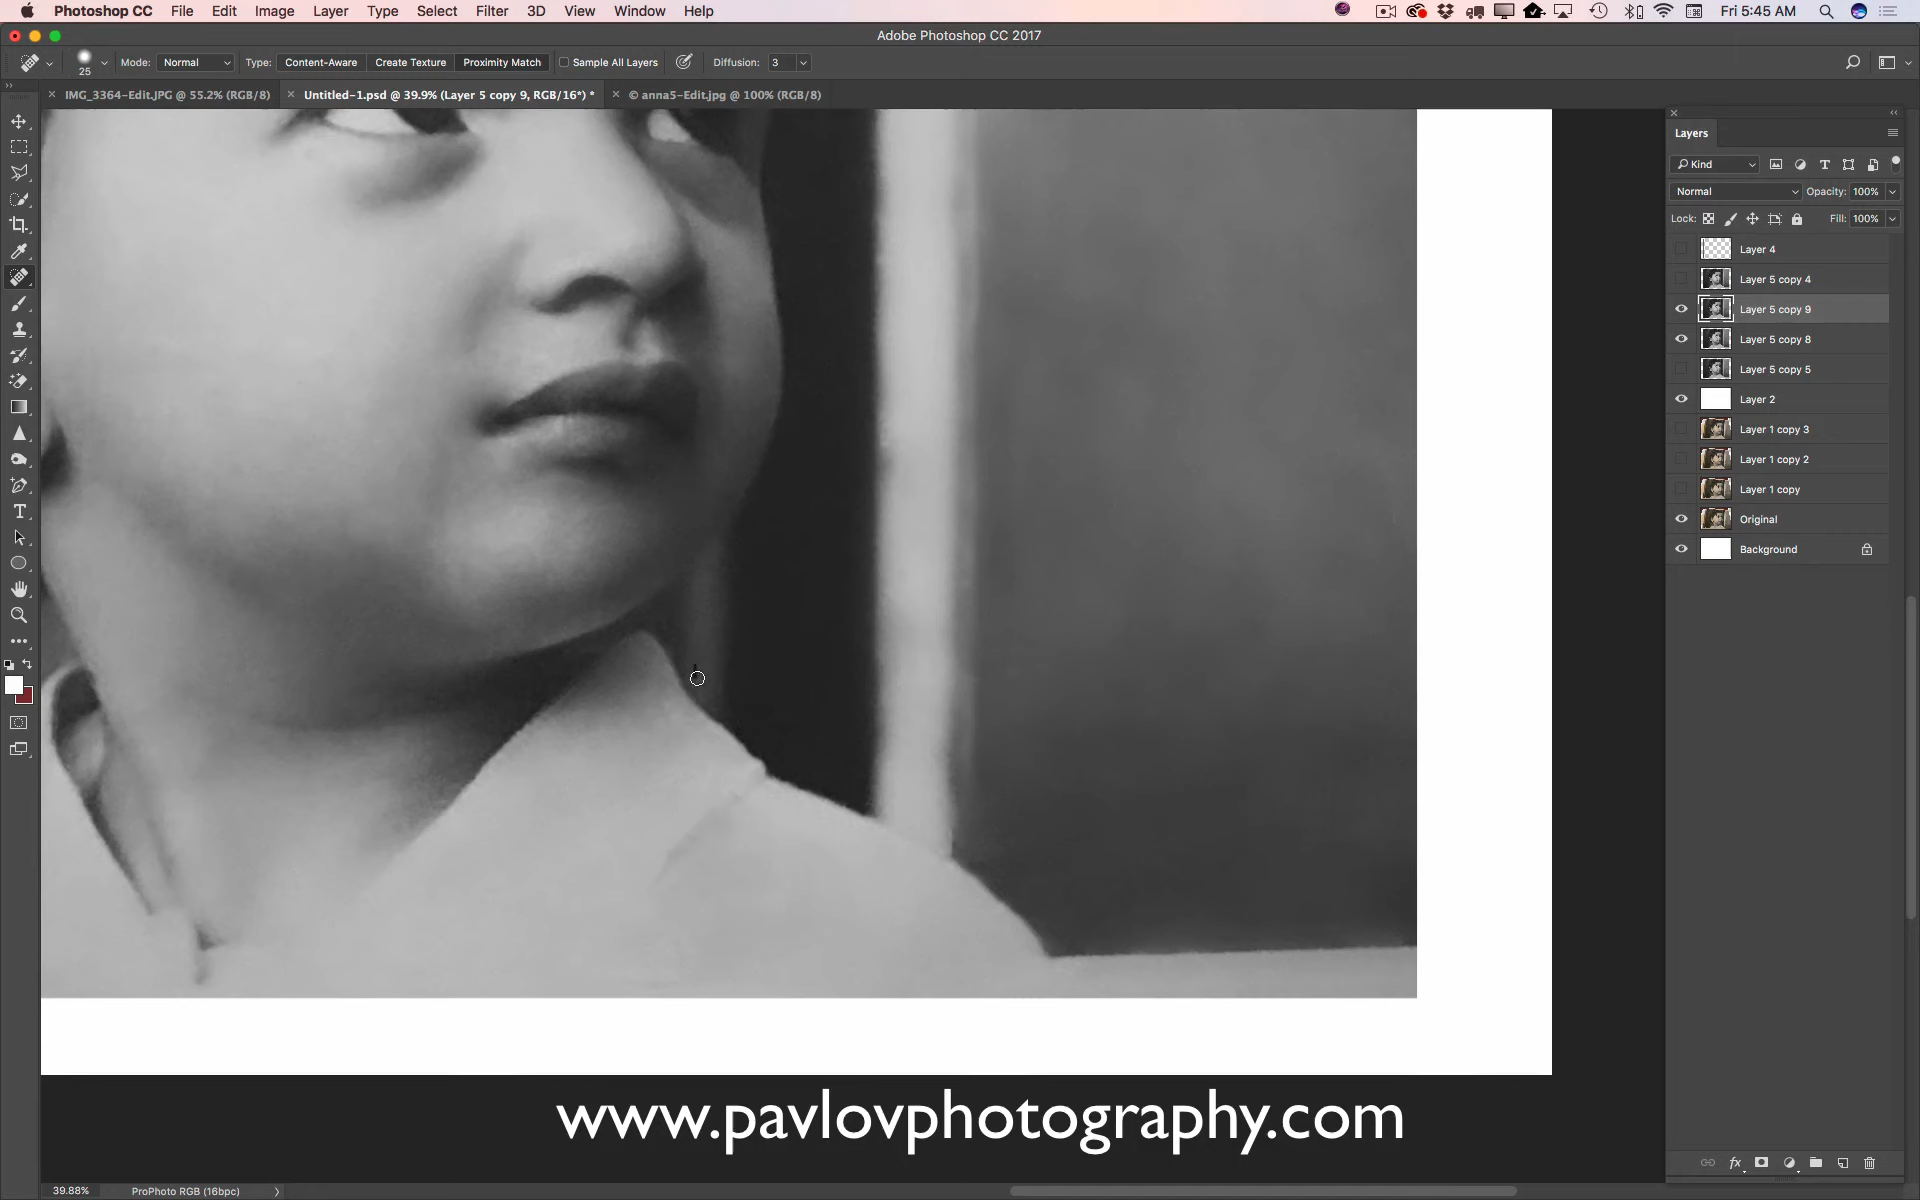 Photoshop CC File Edit Image Layer Type Select Filter 3D View Window Help Fri 5:45 AM
Adobe Photoshop CC 2017
25 Mode: Normal Type: Content-Aware Create Texture Proximity Match Sample All Layers Diffusion: 3
IMG_3364-Edit.JPG @ 55.2% (RGB/8) Untitled-1.psd @ 39.9% (Layer 5 copy 9, RGB/16*) * © anna5-Edit.jpg @ 100% (RGB/8)
Layers
Kind
Normal Opacity: 100%
Lock: Fill: 100%
Layer 4
Layer 5 copy 4
Layer 5 copy 9
Layer 5 copy 8
Layer 5 copy 5
Layer 2
Layer 1 copy 3
Layer 1 copy 2
Layer 1 copy
Original
Background
www.pavlovphotography.com
fx
39.88% ProPhoto RGB (16bpc)